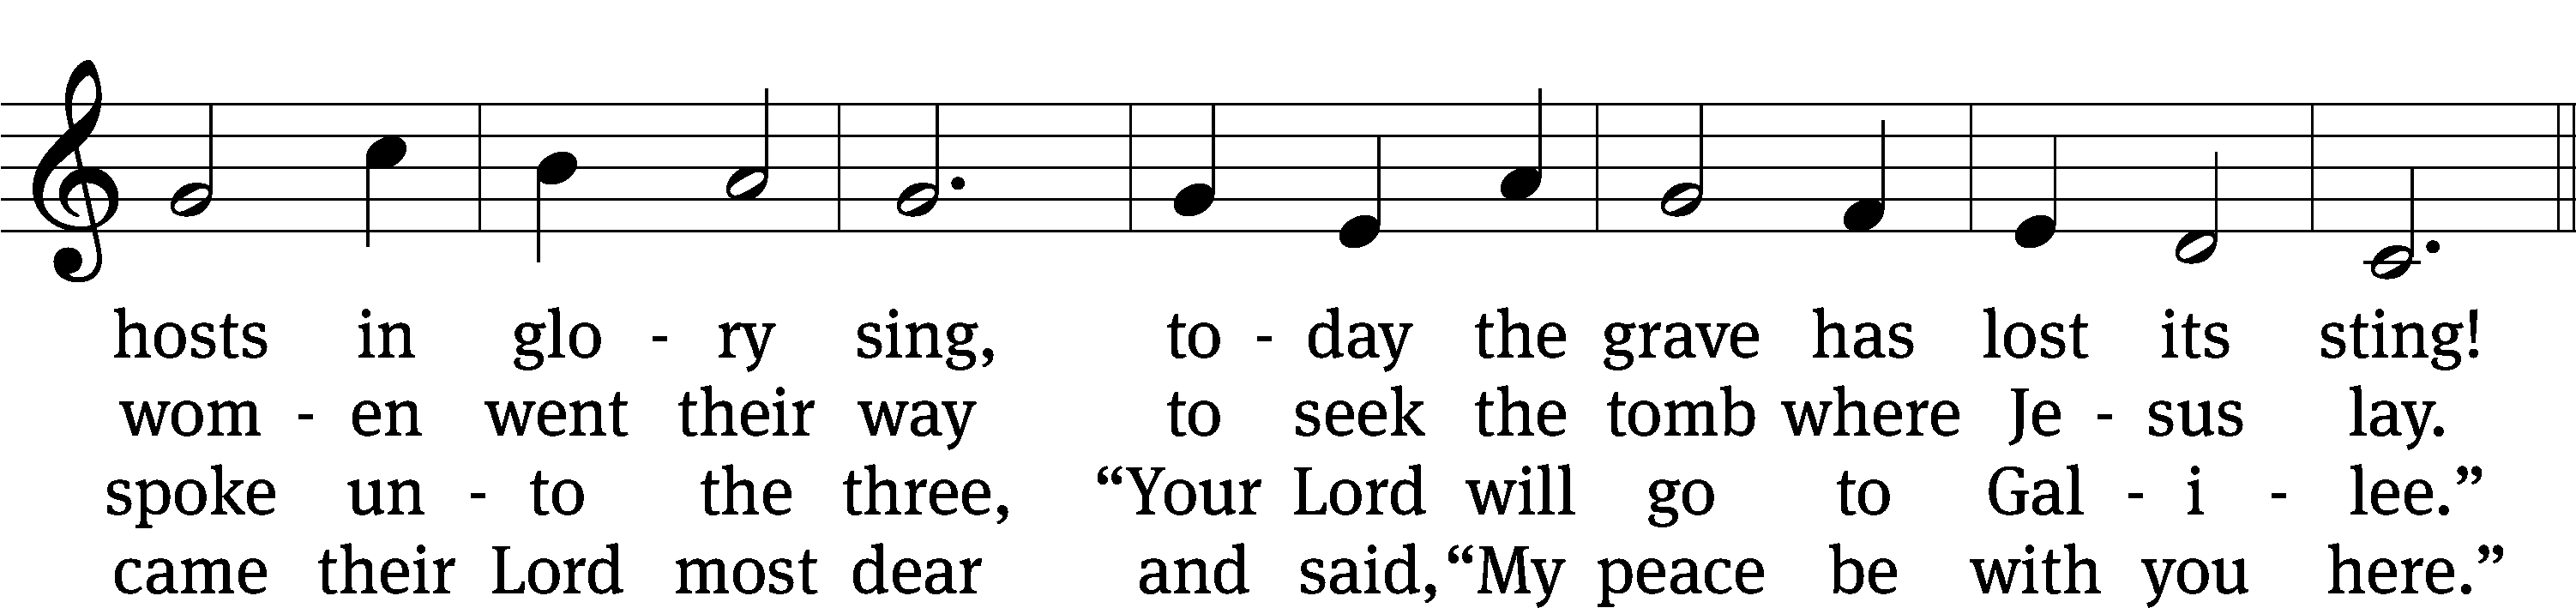 hosts in glo - ry sing, to - day the grave has lost its sting!
wom - en went their way to seek the tomb where Je - sus lay.
spoke un - to the three, “Your Lord will go to Gal - i - lee.”
came their Lord most dear and said, “My peace be with you here.”